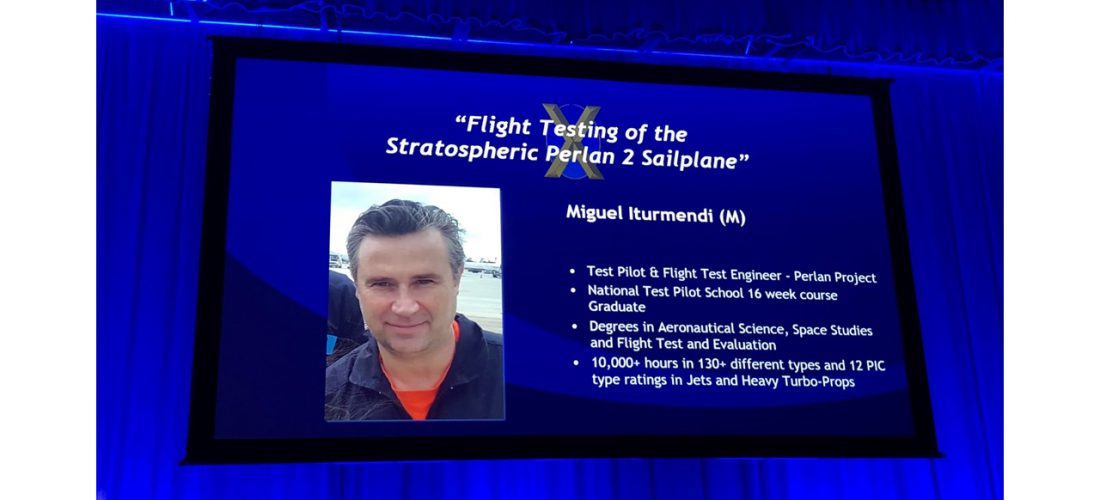 “Flight Testing of the
Stratospheric Perlan 2 Sailplane”
Miguel Iturmendi (M)
• Test Pilot & Flight Test Engineer - Perlan Project
• National Test Pilot School 16 week course
Graduate
• Degrees in Aeronautical Science, Space Studies
and Flight Test and Evaluation
• 10,000+ hours in 130+ different types and 12 PIC
type ratings in Jets and Heavy Turbo-Props